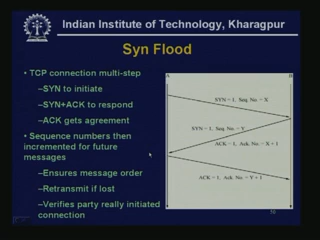 Indian Institute of Technology, Kharagpur
Syn Flood
• TCP connection multi-step
–SYN to initiate
–SYN+ACK to respond
–ACK gets agreement
• Sequence numbers then
incremented for future
messages
–Ensures message order
–Retransmit if lost
–Verifies party really initiated
connection
A
B
SYN = 1, Seq. No. = X
SYN = 1, Seq. No. = Y
ACK = 1, Ack. No. = X + 1
ACK = 1, Ack. No. = Y + 1